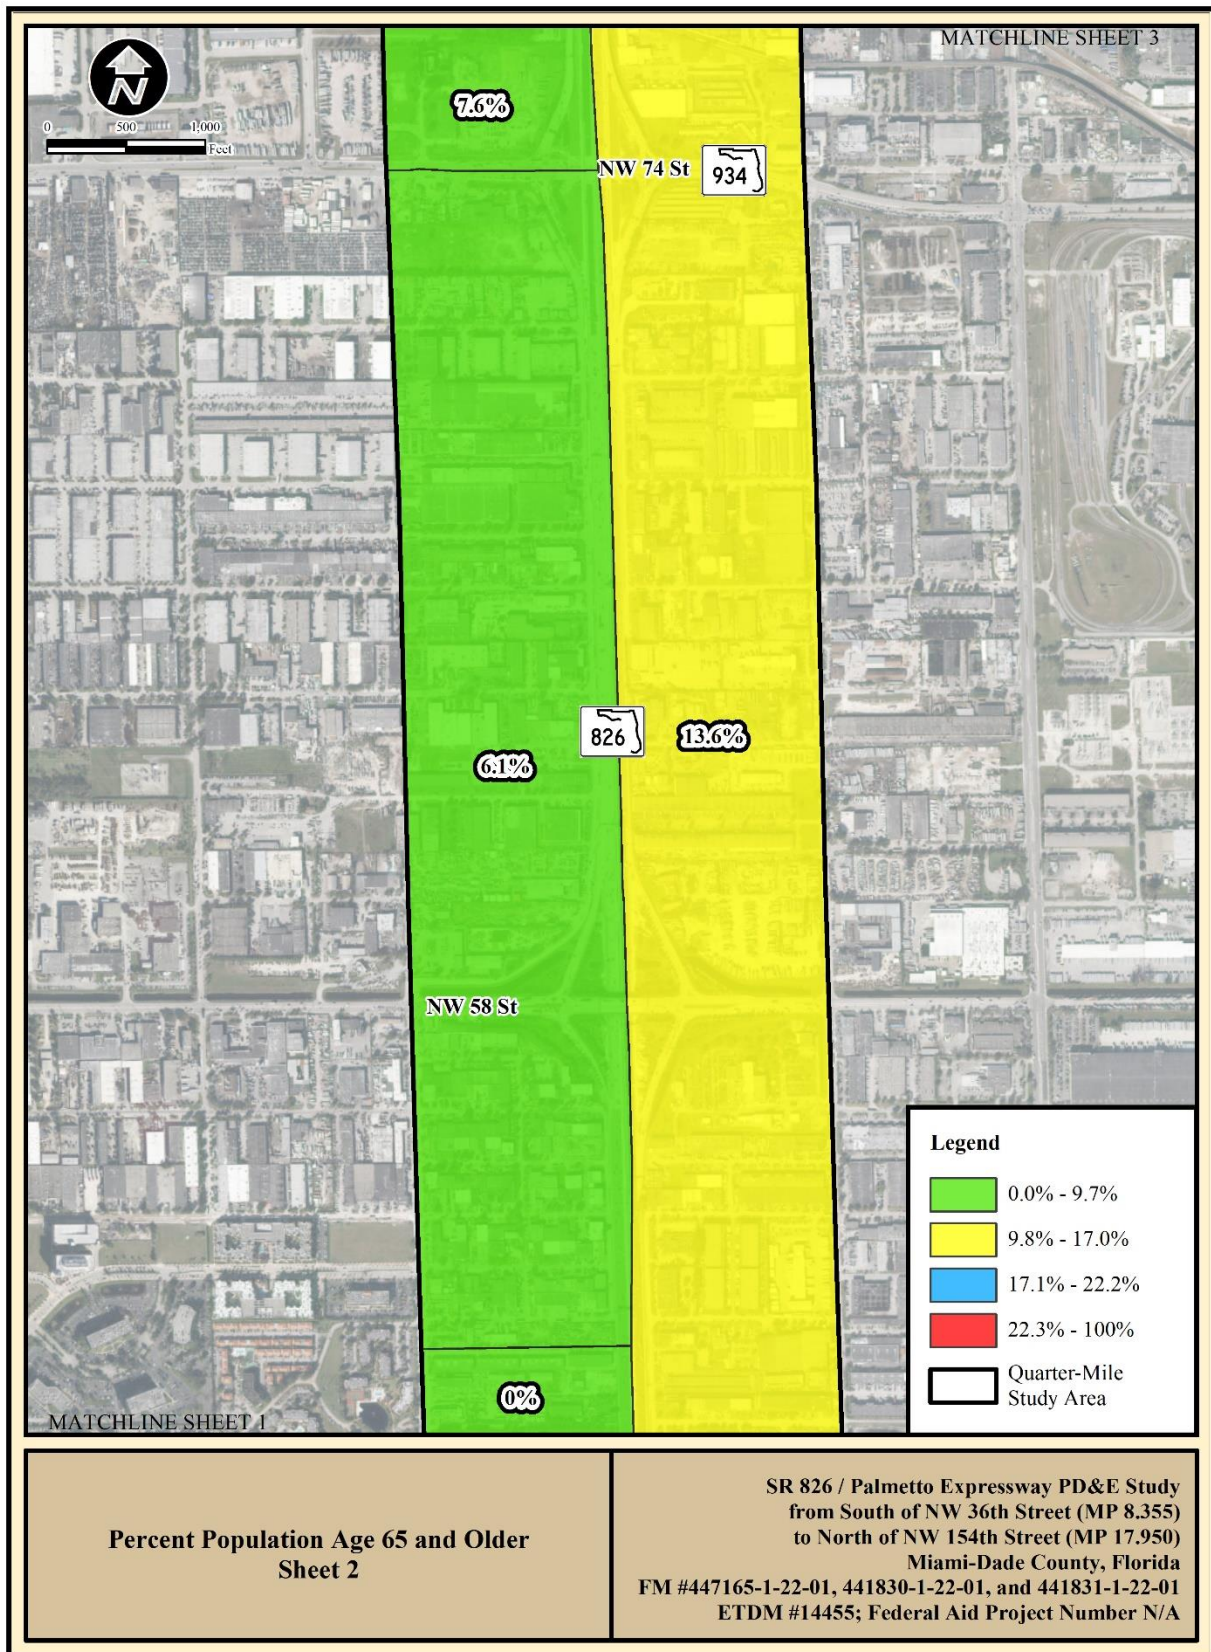 MATCHLINE SHEET 3
N
0 500 1,000
Feet
7.6%
NW 74 St
934
826
13.6%
6.1%
NW 58 St
0%
MATCHLINE SHEET 1
Legend
0.0% - 9.7%
9.8% - 17.0%
17.1% - 22.2%
22.3% - 100%
Quarter-Mile
Study Area
Percent Population Age 65 and Older
Sheet 2
SR 826 / Palmetto Expressway PD&E Study
from South of NW 36th Street (MP 8.355)
to North of NW 154th Street (MP 17.950)
Miami-Dade County, Florida
FM #447165-1-22-01, 441830-1-22-01, and 441831-1-22-01
ETDM #14455; Federal Aid Project Number N/A